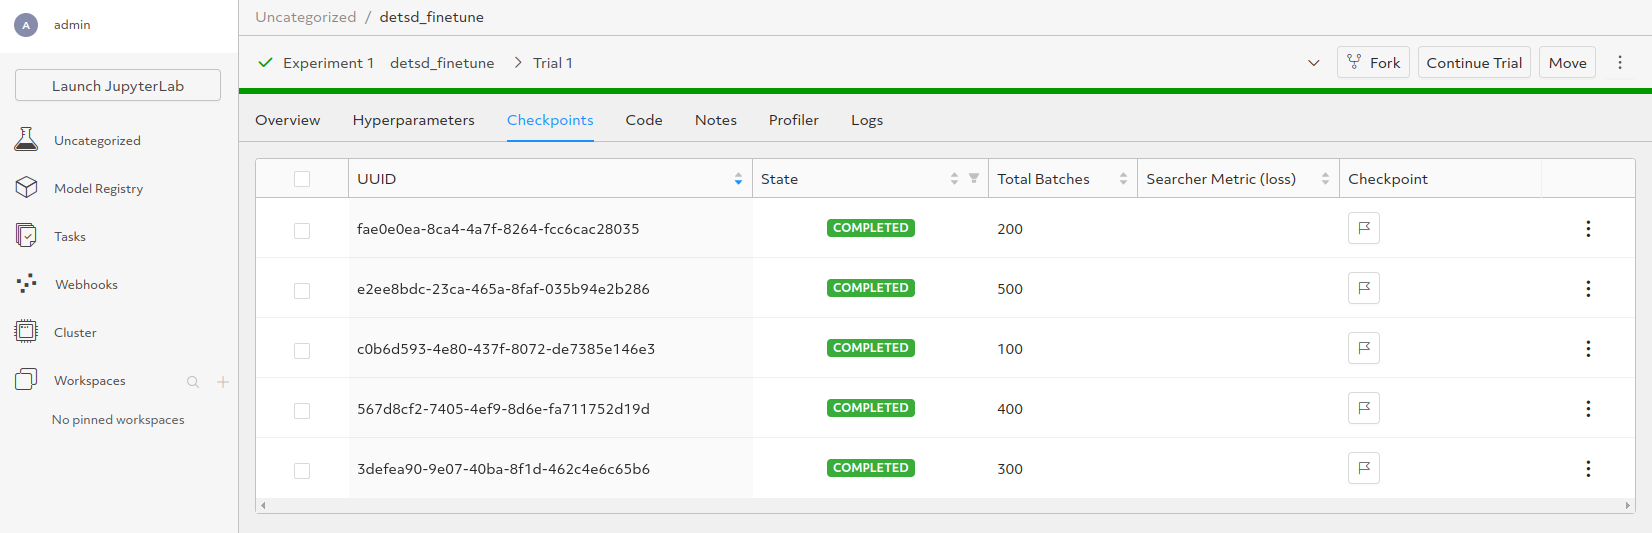 A admin
Launch JupyterLab
Uncategorized
Model Registry
Tasks
Webhooks
Cluster
Workspaces
No pinned workspaces
Uncategorized / detsd_finetune
Experiment 1 detsd_finetune > Trial 1
Fork
Continue Trial
Move
Overview Hyperparameters Checkpoints Code Notes Profiler Logs
UUID State Total Batches Searcher Metric (loss) Checkpoint
fae0e0ea-8ca4-4a7f-8264-fcc6cac28035 COMPLETED 200
e2ee8bdc-23ca-465a-8faf-035b94e2b286 COMPLETED 500
c0b6d593-4e80-437f-8072-de7385e146e3 COMPLETED 100
567d8cf2-7405-4ef9-8d6e-fa711752d19d COMPLETED 400
3defea90-9e07-40ba-8f1d-462c4e6c65b6 COMPLETED 300